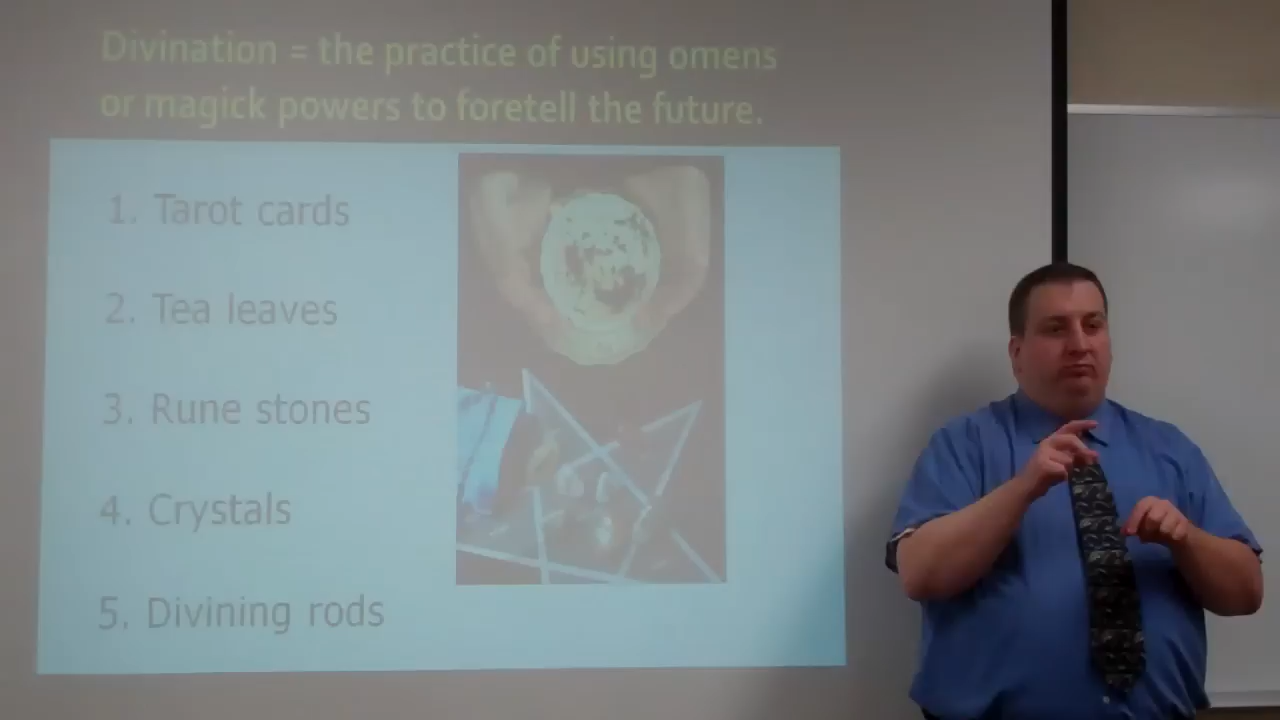 Divination = the practice of using omens
or magick powers to foretell the future.
1. Tarot cards
2. Tea leaves
3. Rune stones
4. Crystals
5. Divining rods